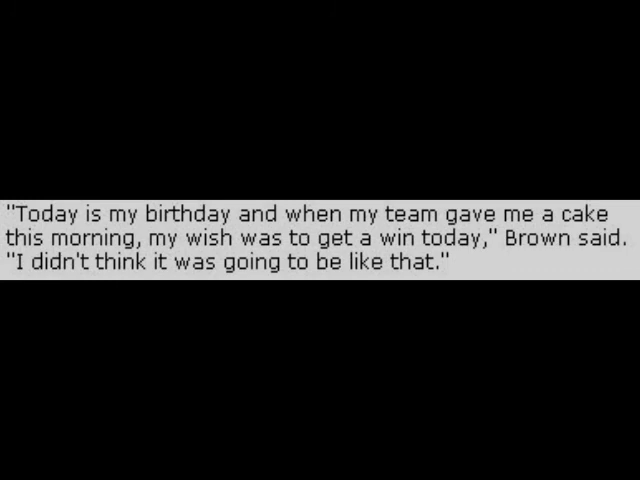 "Today is my birthday and when my team gave me a cake
this morning, my wish was to get a win today," Brown said.
"I didn't think it was going to be like that."